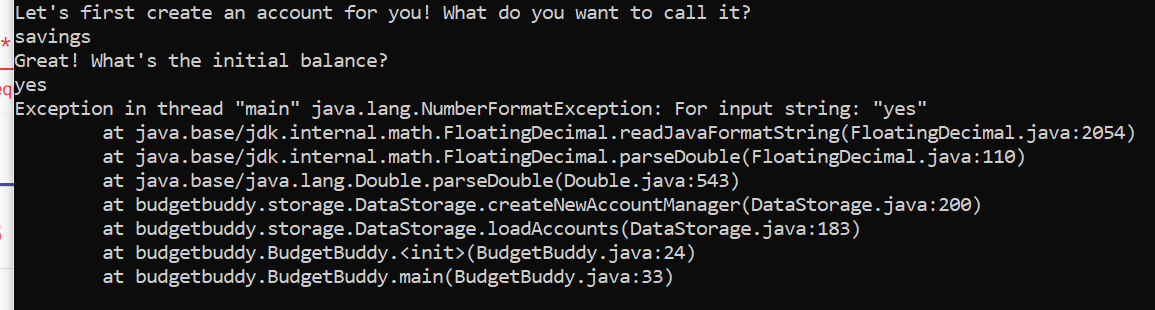 Let's first create an account for you! What do you want to call it?
savings
Great! What's the initial balance?
yes
Exception in thread "main" java.lang.NumberFormatException: For input string: "yes"
at java.base/jdk.internal.math.FloatingDecimal.readJavaFormatString(FloatingDecimal.java:2054)
at java.base/jdk.internal.math.FloatingDecimal.parseDouble(FloatingDecimal.java:110)
at java.base/java.lang.Double.parseDouble(Double.java:543)
at budgetbuddy.storage.DataStorage.createNewAccountManager(DataStorage.java:200)
at budgetbuddy.storage.DataStorage.loadAccounts(DataStorage.java:183)
at budgetbuddy.BudgetBuddy.<init>(BudgetBuddy.java:24)
at budgetbuddy.BudgetBuddy.main(BudgetBuddy.java:33)